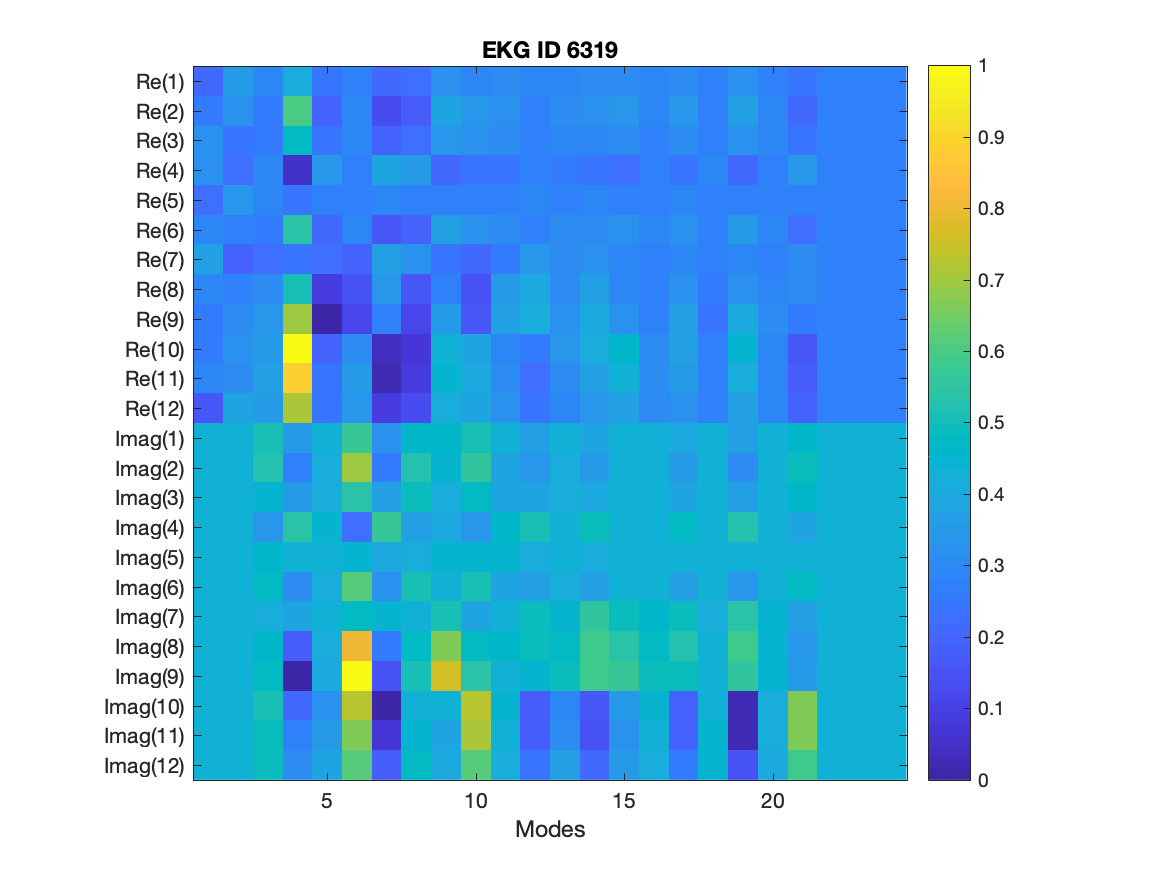 EKG ID 6319
Re(1)
Re(2)
Re(3)
Re(4)
Re(5)
Re(6)
Re(7)
Re(8)
Re(9)
Re(10)
Re(11)
Re(12)
Imag(1)
Imag(2)
Imag(3)
Imag(4)
Imag(5)
Imag(6)
Imag(7)
Imag(8)
Imag(9)
Imag(10)
Imag(11)
Imag(12)
5 10 15 20
Modes
1
0.9
0.8
0.7
0.6
0.5
0.4
0.3
0.2
0.1
0